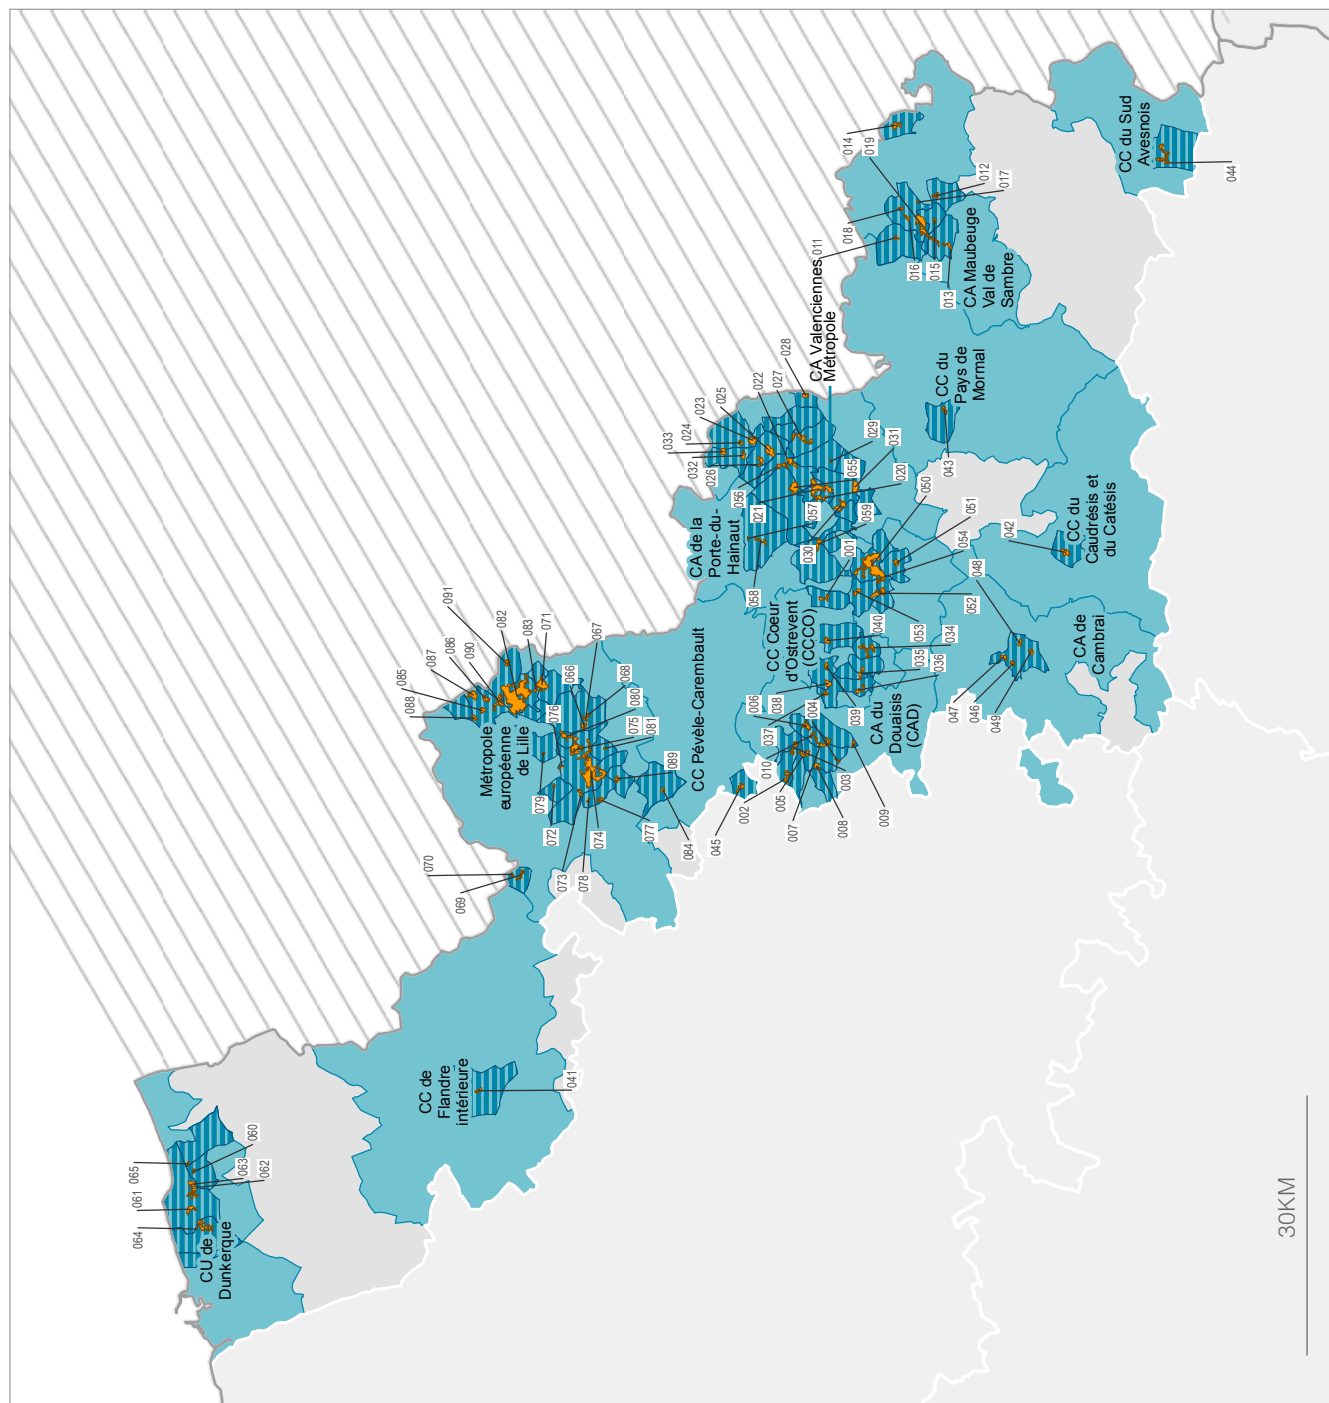 014
019
CC du Sud
Avesnois
044
012
017
018
011
016
015
013
CA Maubeuge
Val de
Sambre
CA Valenciennes
Métropole
028
027
022
025
023
024
033
032
026
056
021
057
055
029
031
020
059
030
001
050
051
054
043
CC du
Pays de
Mormal
CA de la
Porte-du-
Hainaut
058
042
CC du
Caudrésis et
du Catésis
048
052
053
034
040
035
036
CC Coeur
d'Ostrevent
(CCCO)
CA de
Cambrai
047
046
049
091
082
083
071
090
086
087
085
088
067
066
068
080
076
075
081
089
Métropole
européenne
de Lille
079
072
073
078
074
077
084
CC Pévèle-Carembault
006
038
004
037
010
039
CA du
Douaisis
(CAD)
045
002
005
007
008
003
009
070
069
CC de
Flandre
intérieure
041
065
061
064
060
063
062
CU de
Dunkerque
30KM